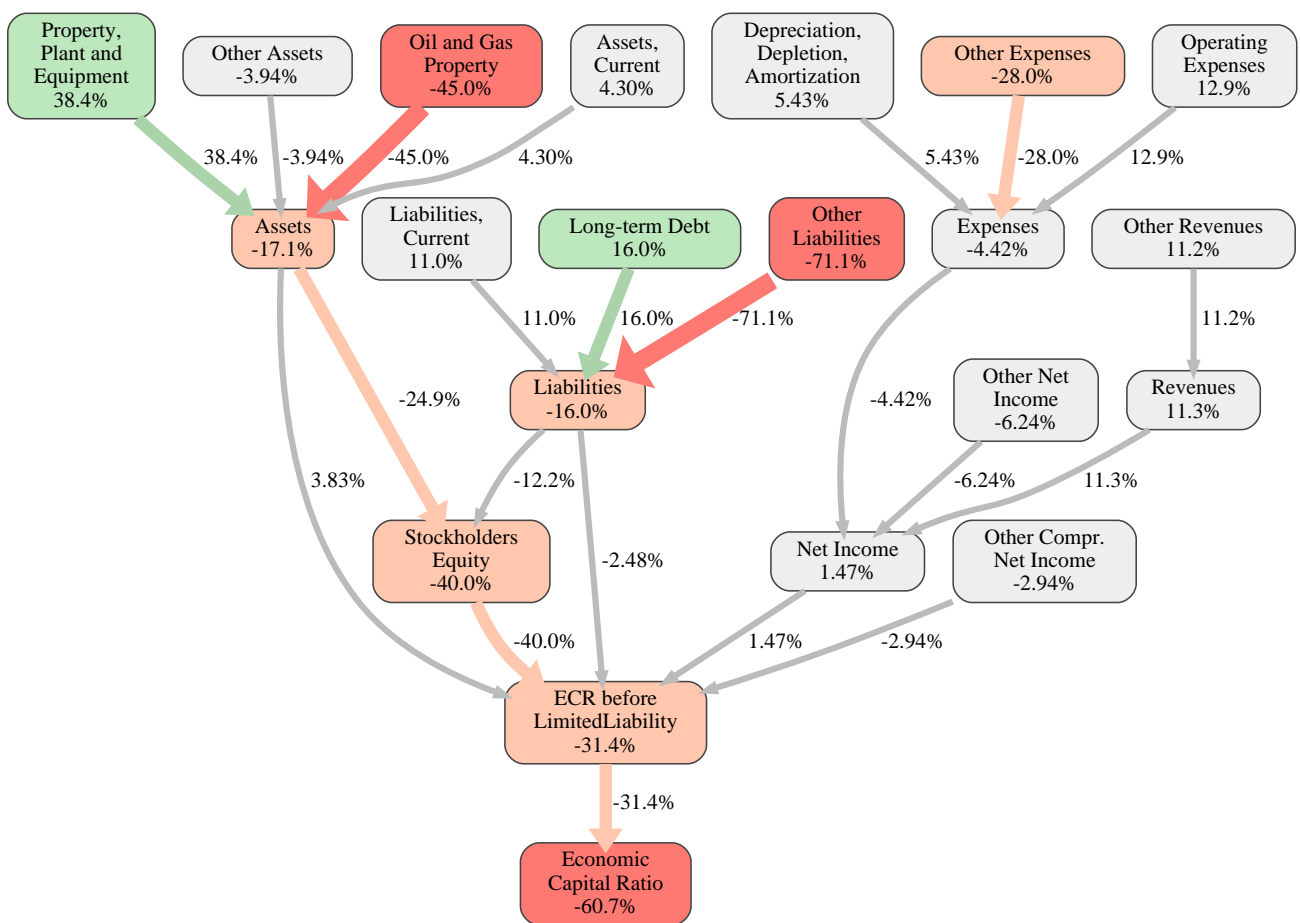 Property,
Plant and
Equipment
38.4%
Other Assets
-3.94%
Oil and Gas
Property
-45.0%
Assets,
Current
4.30%
Depreciation,
Depletion,
Amortization
5.43%
Other Expenses
-28.0%
Operating
Expenses
12.9%
38.4%
-3.94%
-45.0%
4.30%
5.43%
-28.0%
12.9%
Assets
-17.1%
Liabilities,
Current
11.0%
Long-term Debt
16.0%
Other
Liabilities
-71.1%
Expenses
-4.42%
Other Revenues
11.2%
11.0%
16.0%
-71.1%
11.2%
-24.9%
Liabilities
-16.0%
-4.42%
Other Net
Income
-6.24%
Revenues
11.3%
3.83%
-12.2%
-6.24%
11.3%
Stockholders
Equity
-40.0%
-2.48%
Net Income
1.47%
Other Compr.
Net Income
-2.94%
-40.0%
1.47%
-2.94%
ECR before
LimitedLiability
-31.4%
-31.4%
Economic
Capital Ratio
-60.7%